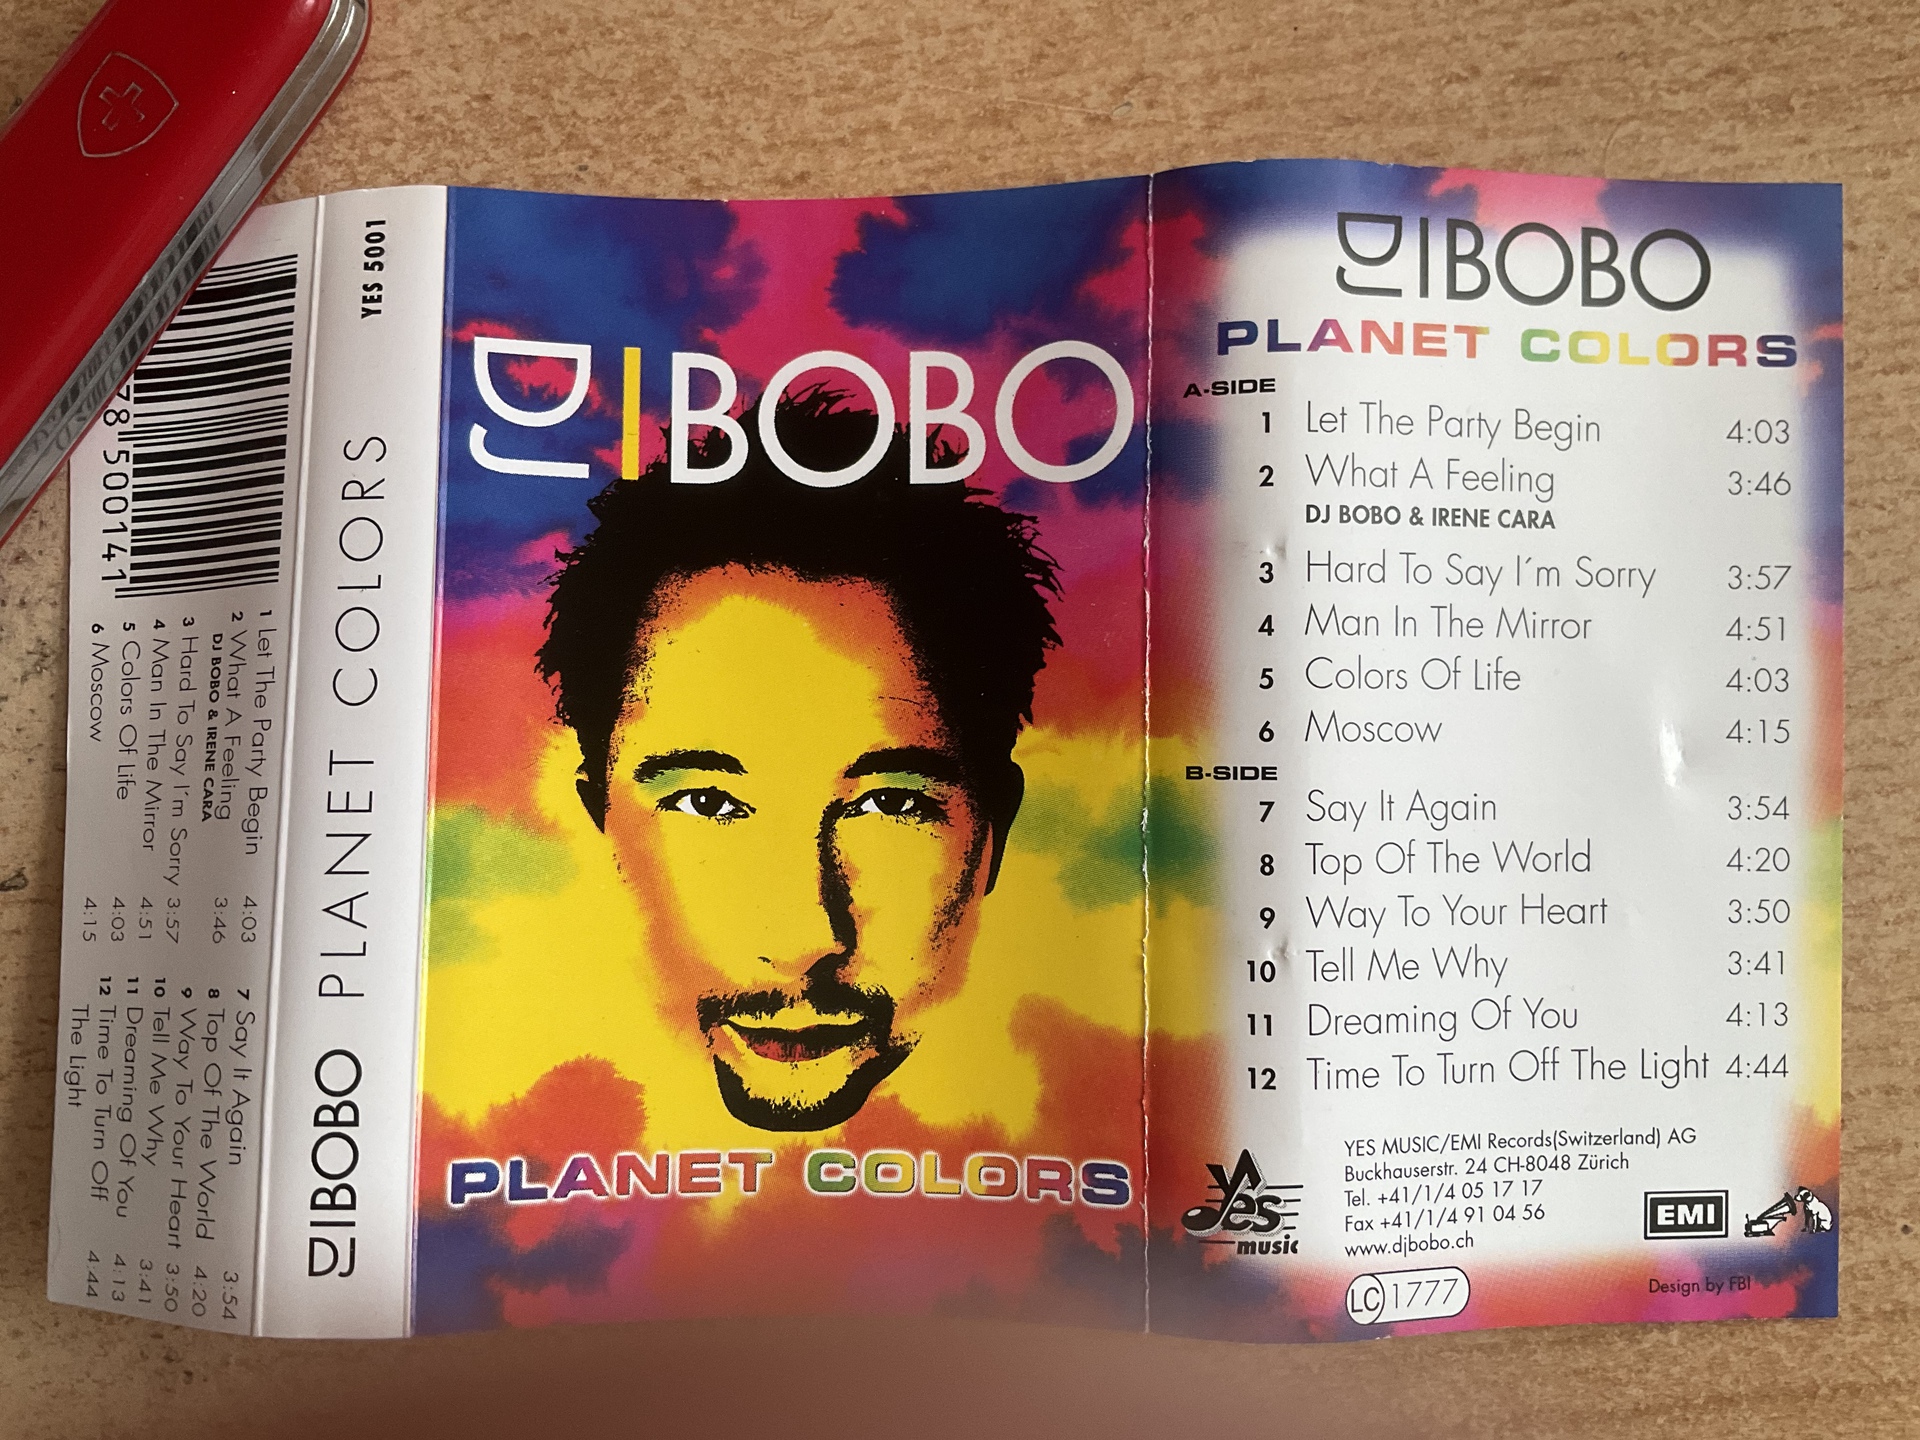 78 500141
1 Let The Party Begin 4:03
2 What A Feeling 3:46
DJ BOBO & IRENE CARA
3 Hard To Say I´m Sorry 3:57
4 Man In The Mirror 4:51
5 Colors Of Life 4:03
6 Moscow 4:15
7 Say It Again 3:54
8 Top Of The World 4:20
9 Way To Your Heart 3:50
10 Tell Me Why 3:41
11 Dreaming Of You 4:13
12 Time To Turn Off 4:44
The Light
DJ BOBO PLANET COLORS YES 5001
DJ BOBO
PLANET COLORS
DJ BOBO
PLANET COLORS
A-SIDE
1 Let The Party Begin 4:03
2 What A Feeling 3:46
DJ BOBO & IRENE CARA
3 Hard To Say I´m Sorry 3:57
4 Man In The Mirror 4:51
5 Colors Of Life 4:03
6 Moscow 4:15
B-SIDE
7 Say It Again 3:54
8 Top Of The World 4:20
9 Way To Your Heart 3:50
10 Tell Me Why 3:41
11 Dreaming Of You 4:13
12 Time To Turn Off The Light 4:44
yes
music
YES MUSIC/EMI Records(Switzerland) AG
Buckhauserstr. 24 CH-8048 Zürich
Tel. +41/1/4 05 17 17
Fax +41/1/4 91 04 56
www.djbobo.ch
EMI
LC 1777
Design by FBI